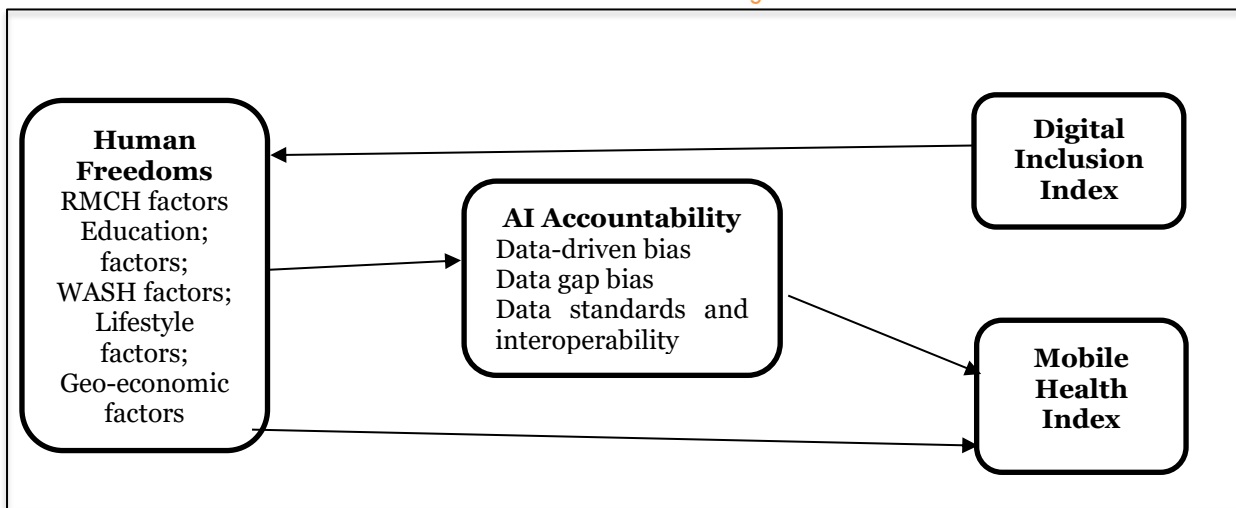 Human
Freedoms
RMCH factors
Education;
factors;
WASH factors;
Lifestyle
factors;
Geo-economic
factors
AI Accountability
Data-driven bias
Data gap bias
Data standards and
interoperability
Digital
Inclusion
Index
Mobile
Health
Index